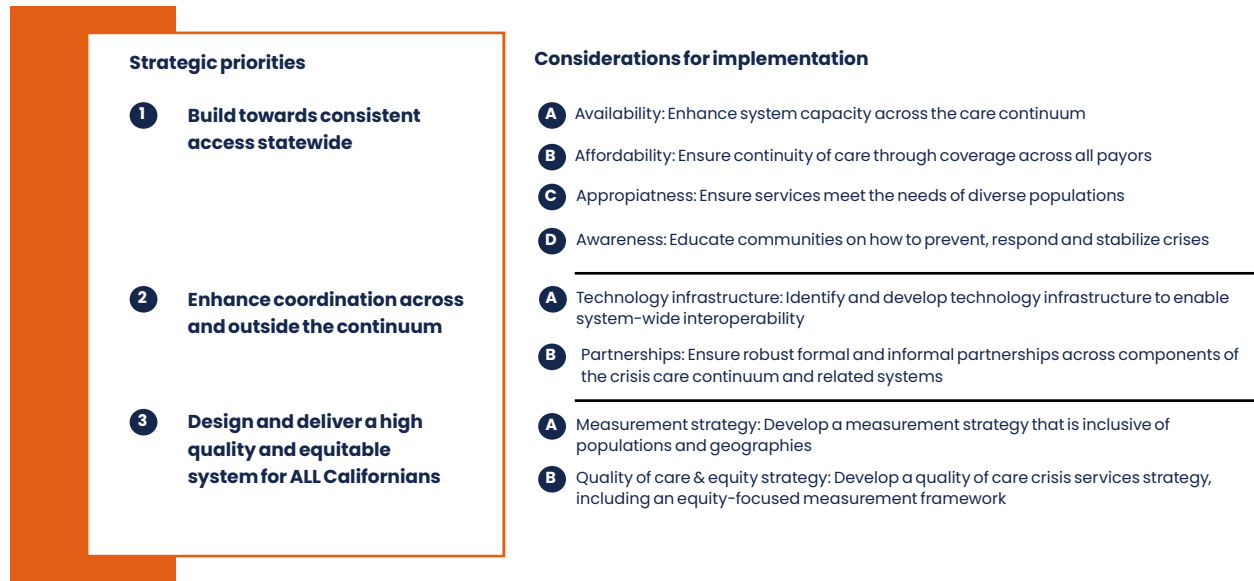 Strategic priorities
Considerations for implementation
1
Build towards consistent
access statewide
A
Availability: Enhance system capacity across the care continuum
B
Affordability: Ensure continuity of care through coverage across all payors
C
Appropiatness: Ensure services meet the needs of diverse populations
D
Awareness: Educate communities on how to prevent, respond and stabilize crises
2
Enhance coordination across
and outside the continuum
A
Technology infrastructure: Identify and develop technology infrastructure to enable
system-wide interoperability
B
Partnerships: Ensure robust formal and informal partnerships across components of
the crisis care continuum and related systems
3
Design and deliver a high
quality and equitable
system for ALL Californians
A
Measurement strategy: Develop a measurement strategy that is inclusive of
populations and geographies
B
Quality of care & equity strategy: Develop a quality of care crisis services strategy,
including an equity-focused measurement framework